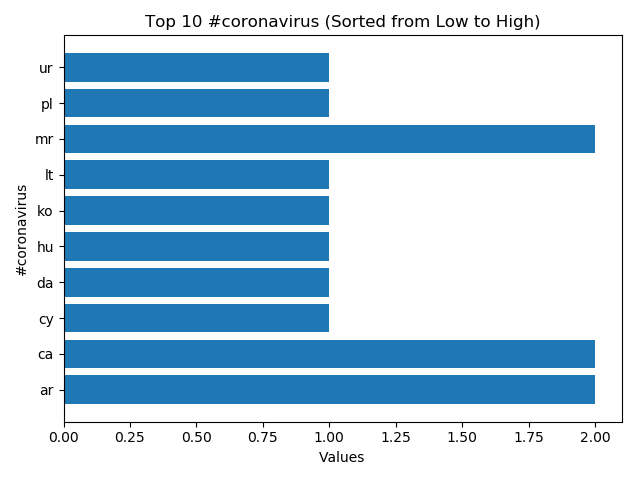 Top 10 #coronavirus (Sorted from Low to High)
ur
pl
mr
lt
ko
hu
da
cy
ca
ar
#coronavirus
0.00 0.25 0.50 0.75 1.00 1.25 1.50 1.75 2.00
Values